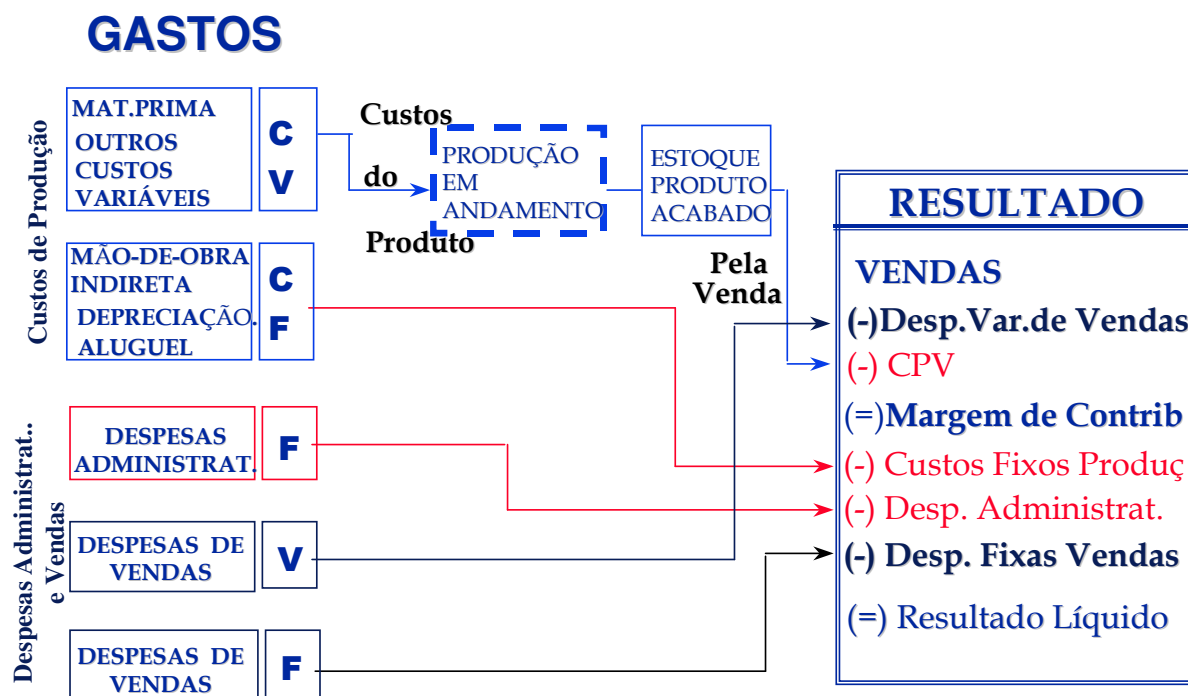 GASTOS
Custos de Produção
MAT.PRIMA
OUTROS
CUSTOS
VARIÁVEIS
C
V
Custos
do
Produto
PRODUÇÃO
EM
ANDAMENTO
ESTOQUE
PRODUTO
ACABADO
Pela
Venda
MÃO-DE-OBRA
INDIRETA
DEPRECIAÇÃO.
ALUGUEL
C
F
Despesas Administrat..
e Vendas
DESPESAS
ADMINISTRAT.
F
DESPESAS DE
VENDAS
V
DESPESAS DE
VENDAS
F
RESULTADO
VENDAS
(-)Desp.Var.de Vendas
(-) CPV
(=)Margem de Contrib
(-) Custos Fixos Produç
(-) Desp. Administrat.
(-) Desp. Fixas Vendas
(=) Resultado Líquido